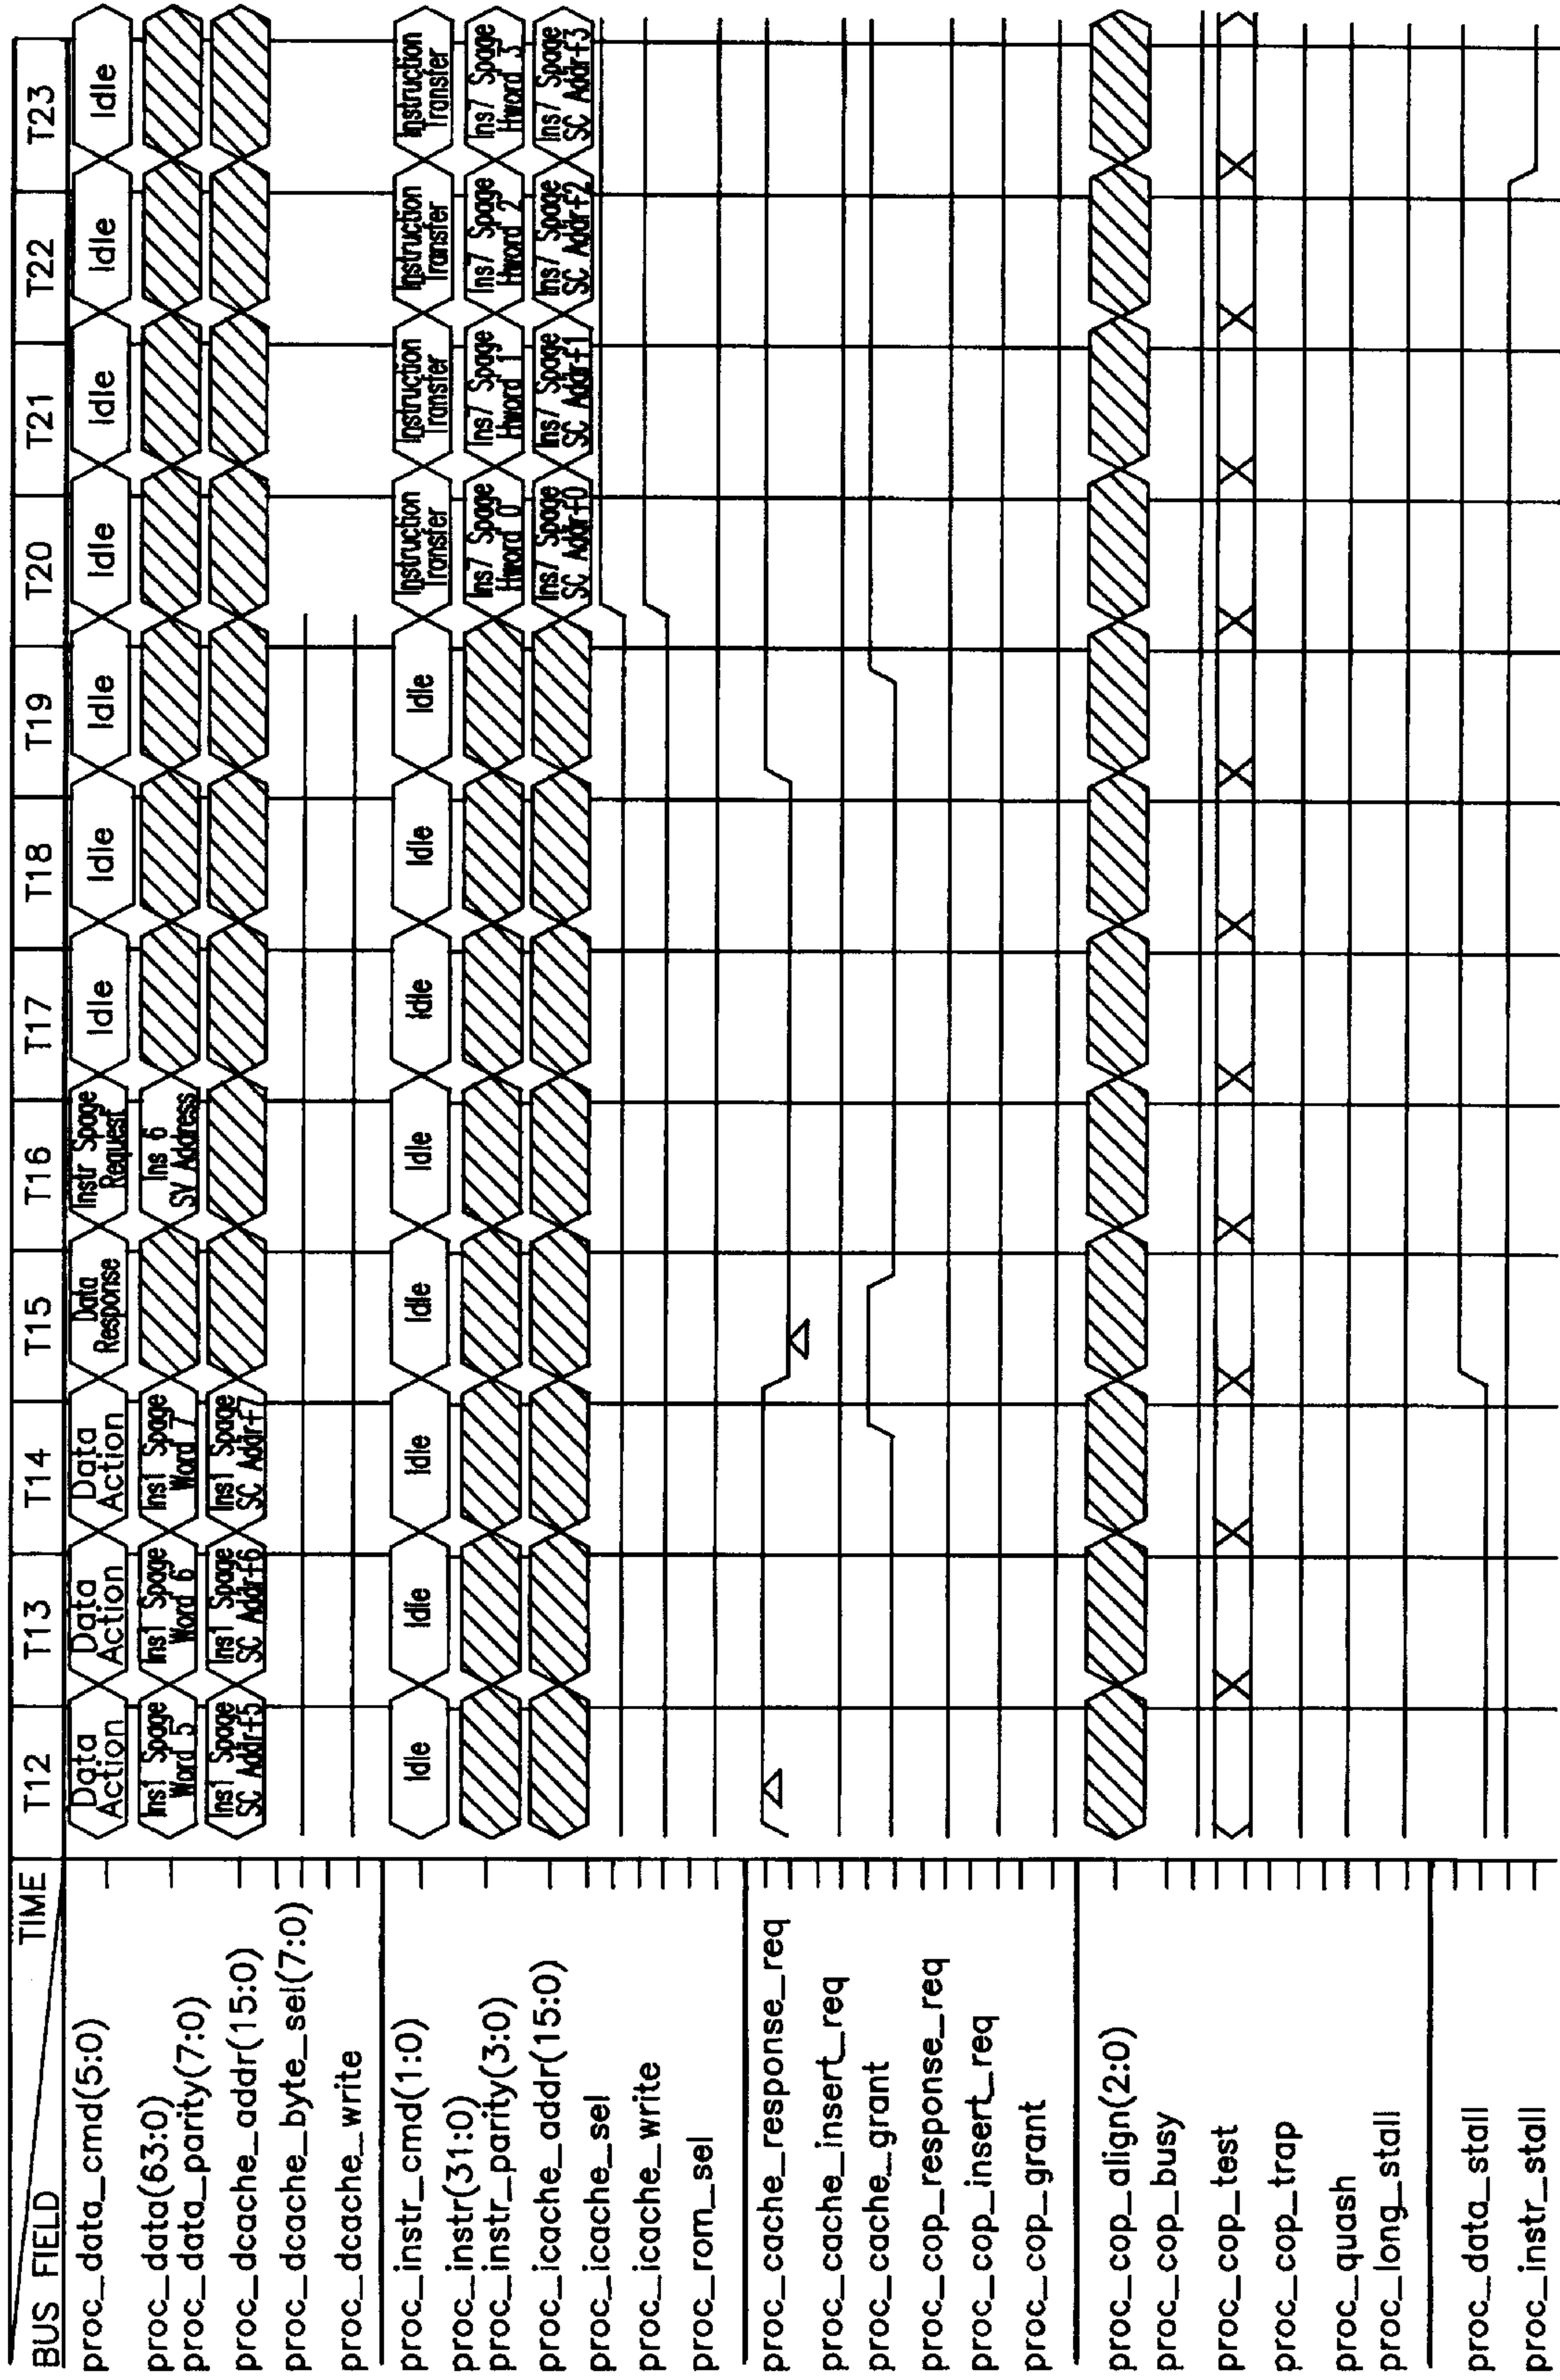 BUS FIELD TIME T12 T13 T14 T15 T16 T17 T18 T19 T20 T21 T22 T23
proc_data_cmd(5:0) Data Action Data Action Data Action Data Response Instr Spage Request Idle Idle Idle Idle Idle Idle Idle
proc_data(63:0)
proc_data_parity(7:0) Ins1 Spage Word 5 Ins1 Spage Word 6 Ins1 Spage Word 7 Ins 6 SV Address
proc_dcache_addr(15:0) Ins1 Spage SC Addr+5 Ins1 Spage SC Addr+6 Ins1 Spage SC Addr+7
proc_dcache_byte_sel(7:0)
proc_dcache_write
proc_instr_cmd(1:0) Idle Idle Idle Idle Idle Idle Idle Idle Instruction Transfer Instruction Transfer Instruction Transfer Instruction Transfer
proc_instr(31:0)
proc_instr_parity(3:0) Ins7 Spage Hword 0 Ins7 Spage Hword 1 Ins7 Spage Hword 2 Ins7 Spage Hword 3
proc_icache_addr(15:0) Ins7 Spage SC Addr+0 Ins7 Spage SC Addr+1 Ins7 Spage SC Addr+2 Ins7 Spage SC Addr+3
proc_icache_sel
proc_icache_write
proc_rom_sel
proc_cache_response_req
proc_cache_insert_req
proc_cache_grant
proc_cop_response_req
proc_cop_insert_req
proc_cop_grant
proc_cop_align(2:0)
proc_cop_busy
proc_cop_test
proc_cop_trap
proc_quash
proc_long_stall
proc_data_stall
proc_instr_stall